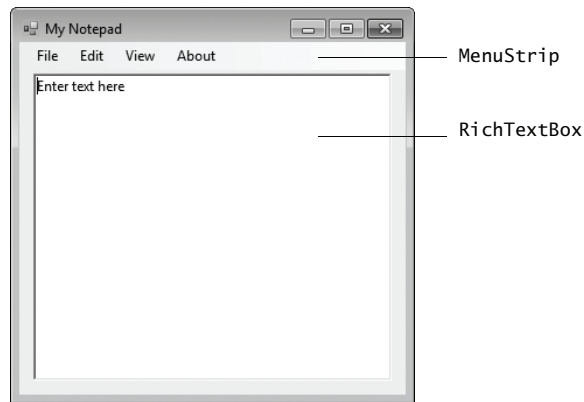 My Notepad
File Edit View About
MenuStrip
Enter text here
RichTextBox